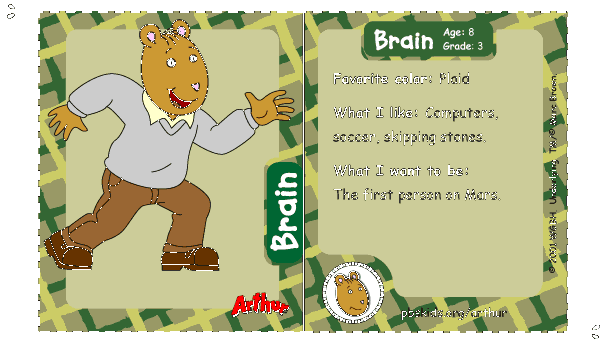 Brain
Arthur
Brain
Age: 8
Grade: 3
Favorite color: Plaid
What I like: Computers,
soccer, skipping stones.
What I want to be:
The first person on Mars.
pbskids.org/arthur